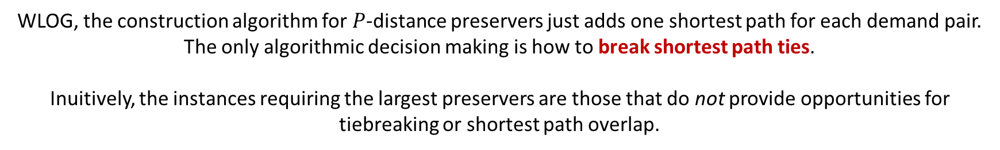 WLOG, the construction algorithm for P-distance preservers just adds one shortest path for each demand pair.
The only algorithmic decision making is how to break shortest path ties.
Inuitively, the instances requiring the largest preservers are those that do not provide opportunities for
tiebreaking or shortest path overlap.